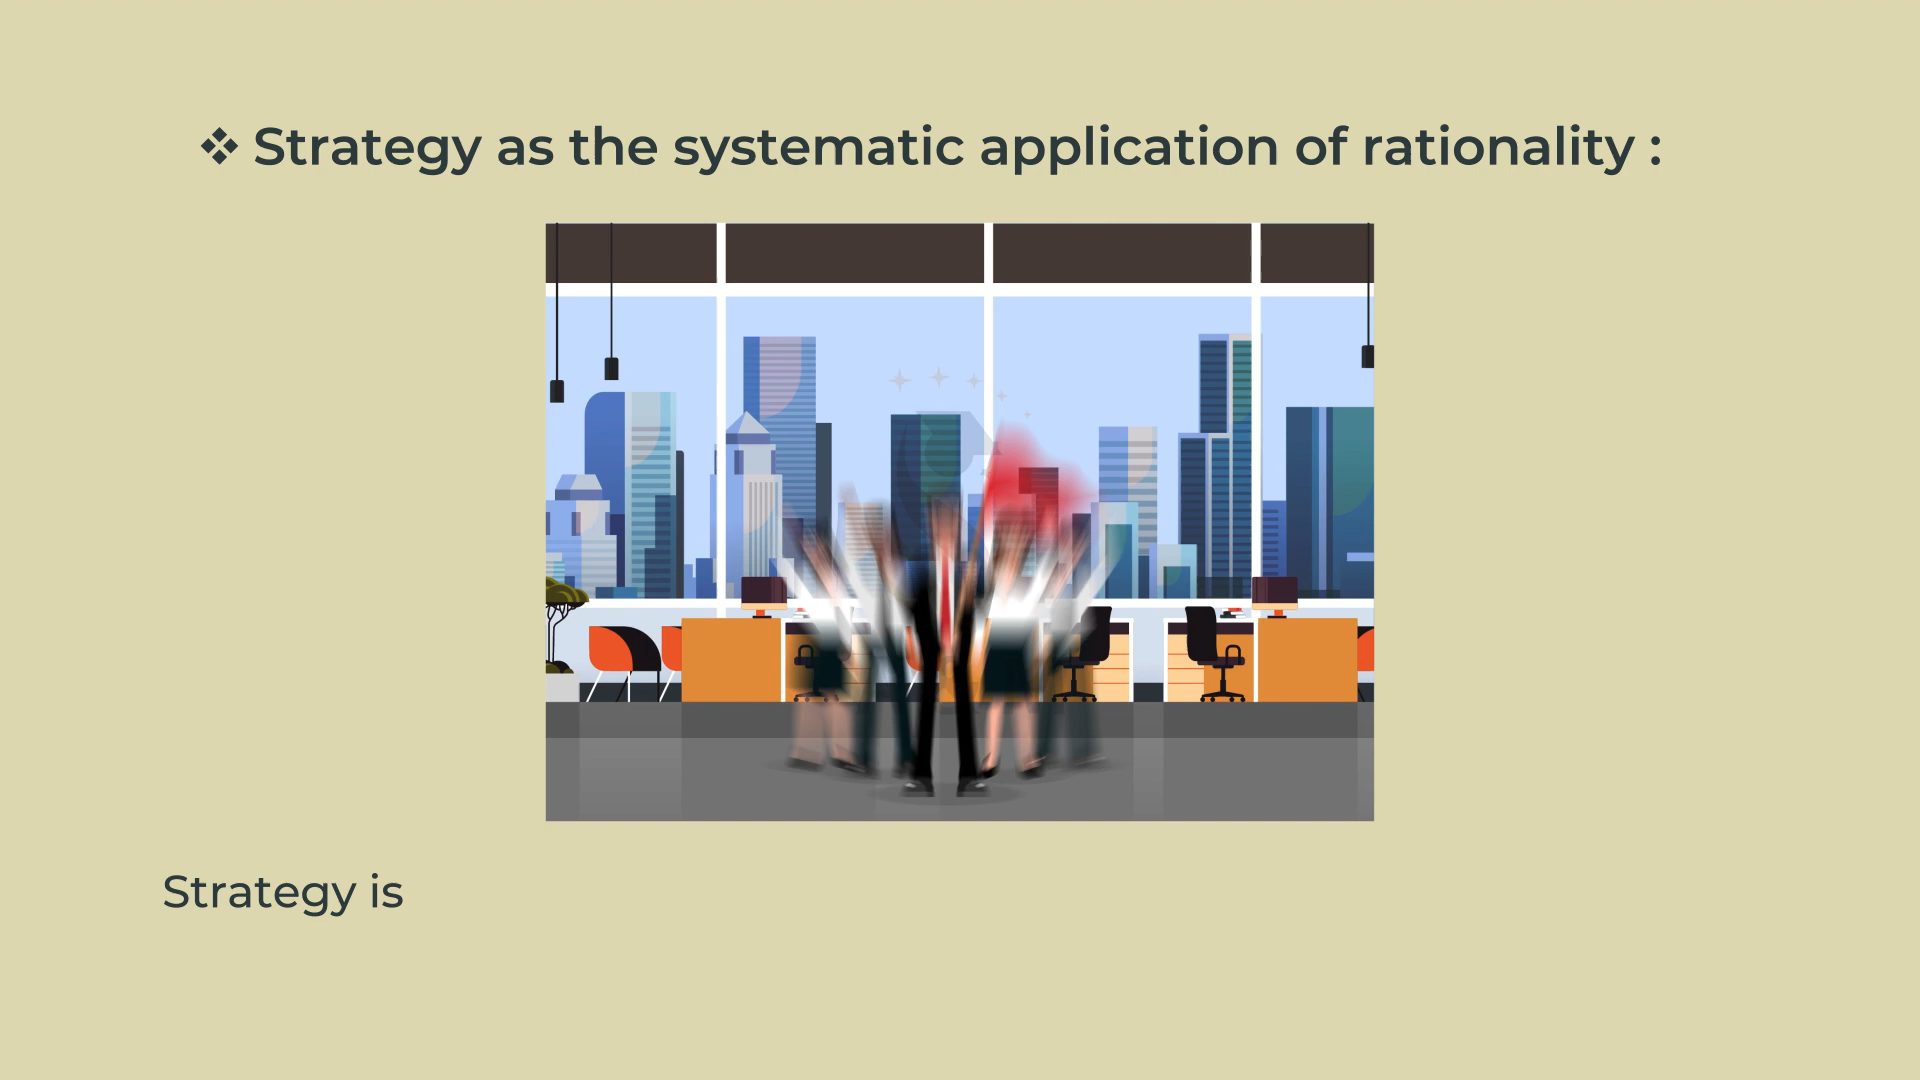 ❖ Strategy as the systematic application of rationality :
Strategy is